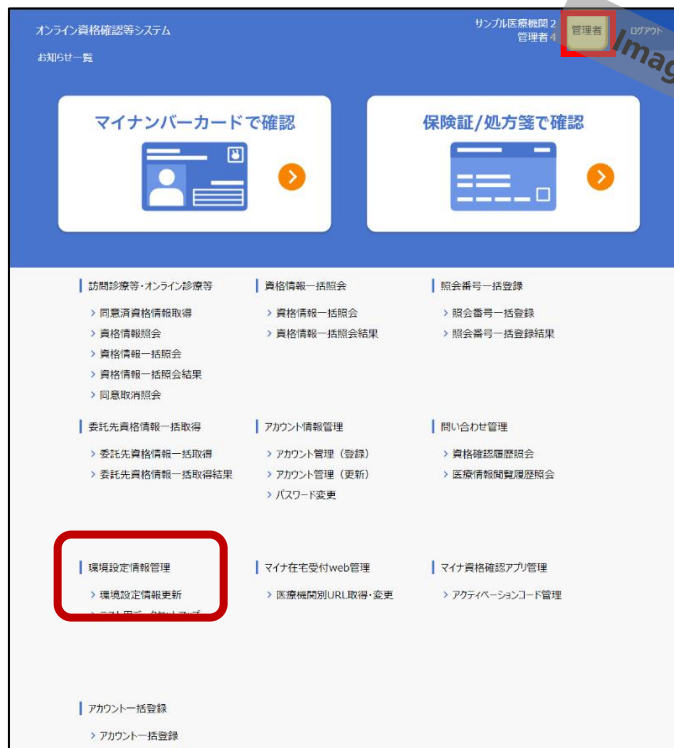 オンライン資格確認等システム
サンプル医療機関2
管理者4
管理者
ログアウト
お知らせ一覧
マイナンバーカードで確認
保険証/処方箋で確認
訪問診療等・オンライン診療等
> 同意済資格情報取得
> 資格情報照会
> 資格情報一括照会
> 資格情報一括照会結果
> 同意取消照会
資格情報一括照会
> 資格情報一括照会
> 資格情報一括照会結果
照会番号一括登録
> 照会番号一括登録
> 照会番号一括登録結果
委託先資格情報一括取得
> 委託先資格情報一括取得
> 委託先資格情報一括取得結果
アカウント情報管理
> アカウント管理（登録）
> アカウント管理（更新）
> パスワード変更
問い合わせ管理
> 資格確認履歴照会
> 医療情報閲覧履歴照会
環境設定情報管理
> 環境設定情報更新
マイナ在宅受付web管理
> 医療機関別URL取得・変更
マイナ資格確認アプリ管理
> アクティベーションコード管理
アカウント一括登録
> アカウント一括登録